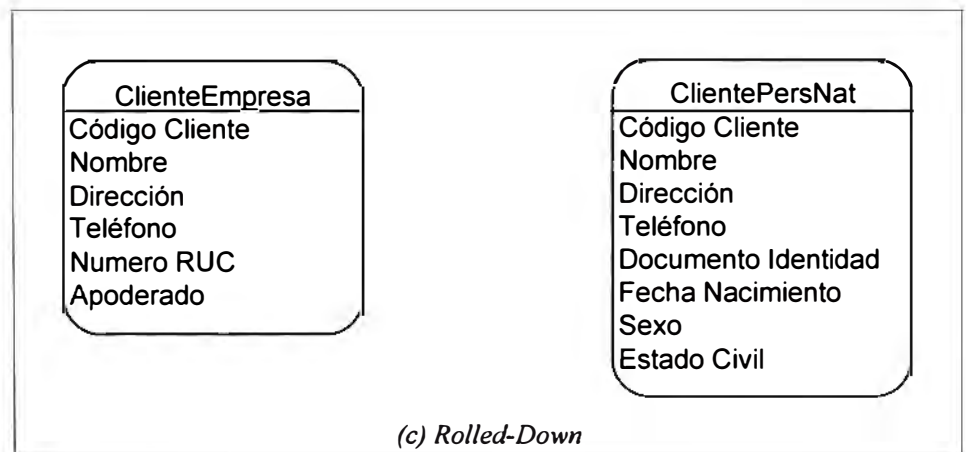 ClienteEmpresa
Código Cliente
Nombre
Dirección
Teléfono
Numero RUC
Apoderado
ClientePersNat
Código Cliente
Nombre
Dirección
Teléfono
Documento Identidad
Fecha Nacimiento
Sexo
Estado Civil
(c) Rolled-Down